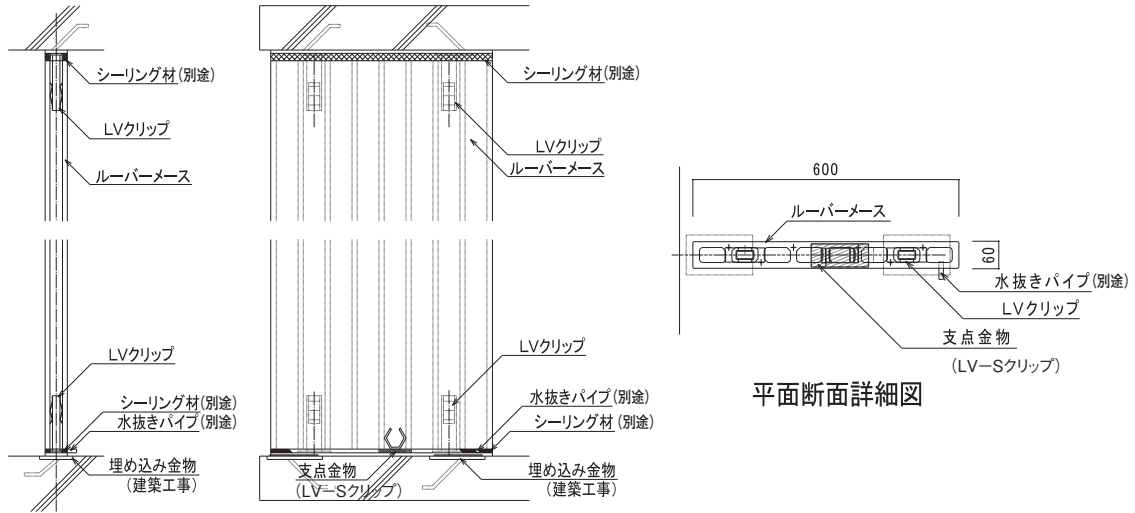 シーリング材(別途)
LVクリップ
ルーバーメース
LVクリップ
シーリング材(別途)
水抜きパイプ(別途)
埋め込み金物
(建築工事)
シーリング材(別途)
LVクリップ
ルーバーメース
LVクリップ
水抜きパイプ(別途)
シーリング材(別途)
支点金物
(LV-Sクリップ)
埋め込み金物
(建築工事)
600
ルーバーメース
60
水抜きパイプ(別途)
LVクリップ
支点金物
(LV-Sクリップ)
平面断面詳細図